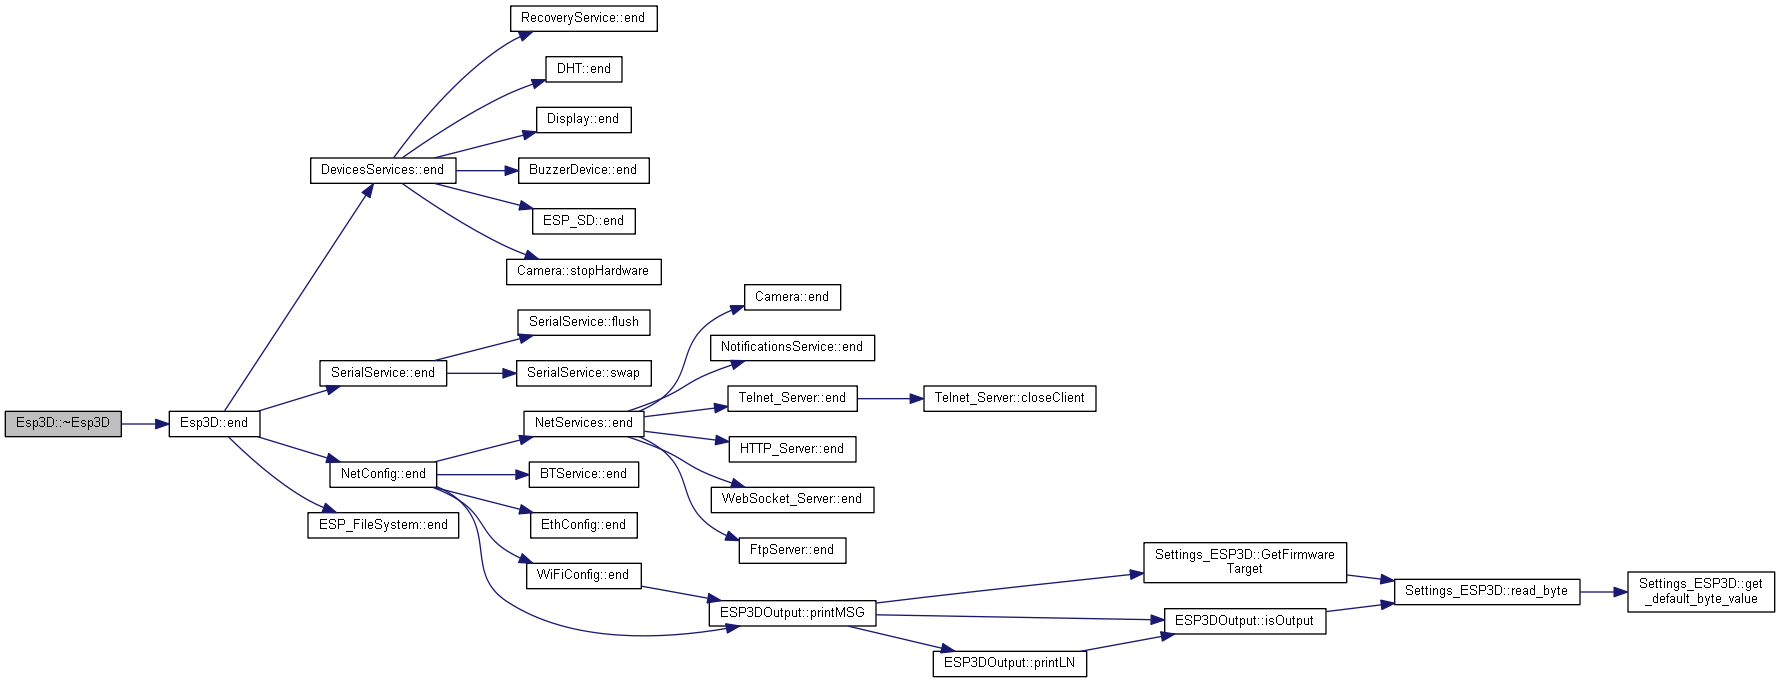 RecoveryService::end
DHT::end
Display::end
DevicesServices::end
BuzzerDevice::end
ESP_SD::end
Camera::stopHardware
Camera::end
SerialService::flush
NotificationsService::end
SerialService::end
SerialService::swap
Telnet_Server::end
Telnet_Server::closeClient
Esp3D::~Esp3D
Esp3D::end
NetServices::end
HTTP_Server::end
NetConfig::end
BTService::end
WebSocket_Server::end
ESP_FileSystem::end
EthConfig::end
FtpServer::end
Settings_ESP3D::GetFirmware
Target
WiFiConfig::end
Settings_ESP3D::read_byte
Settings_ESP3D::get
_default_byte_value
ESP3DOutput::printMSG
ESP3DOutput::isOutput
ESP3DOutput::printLN